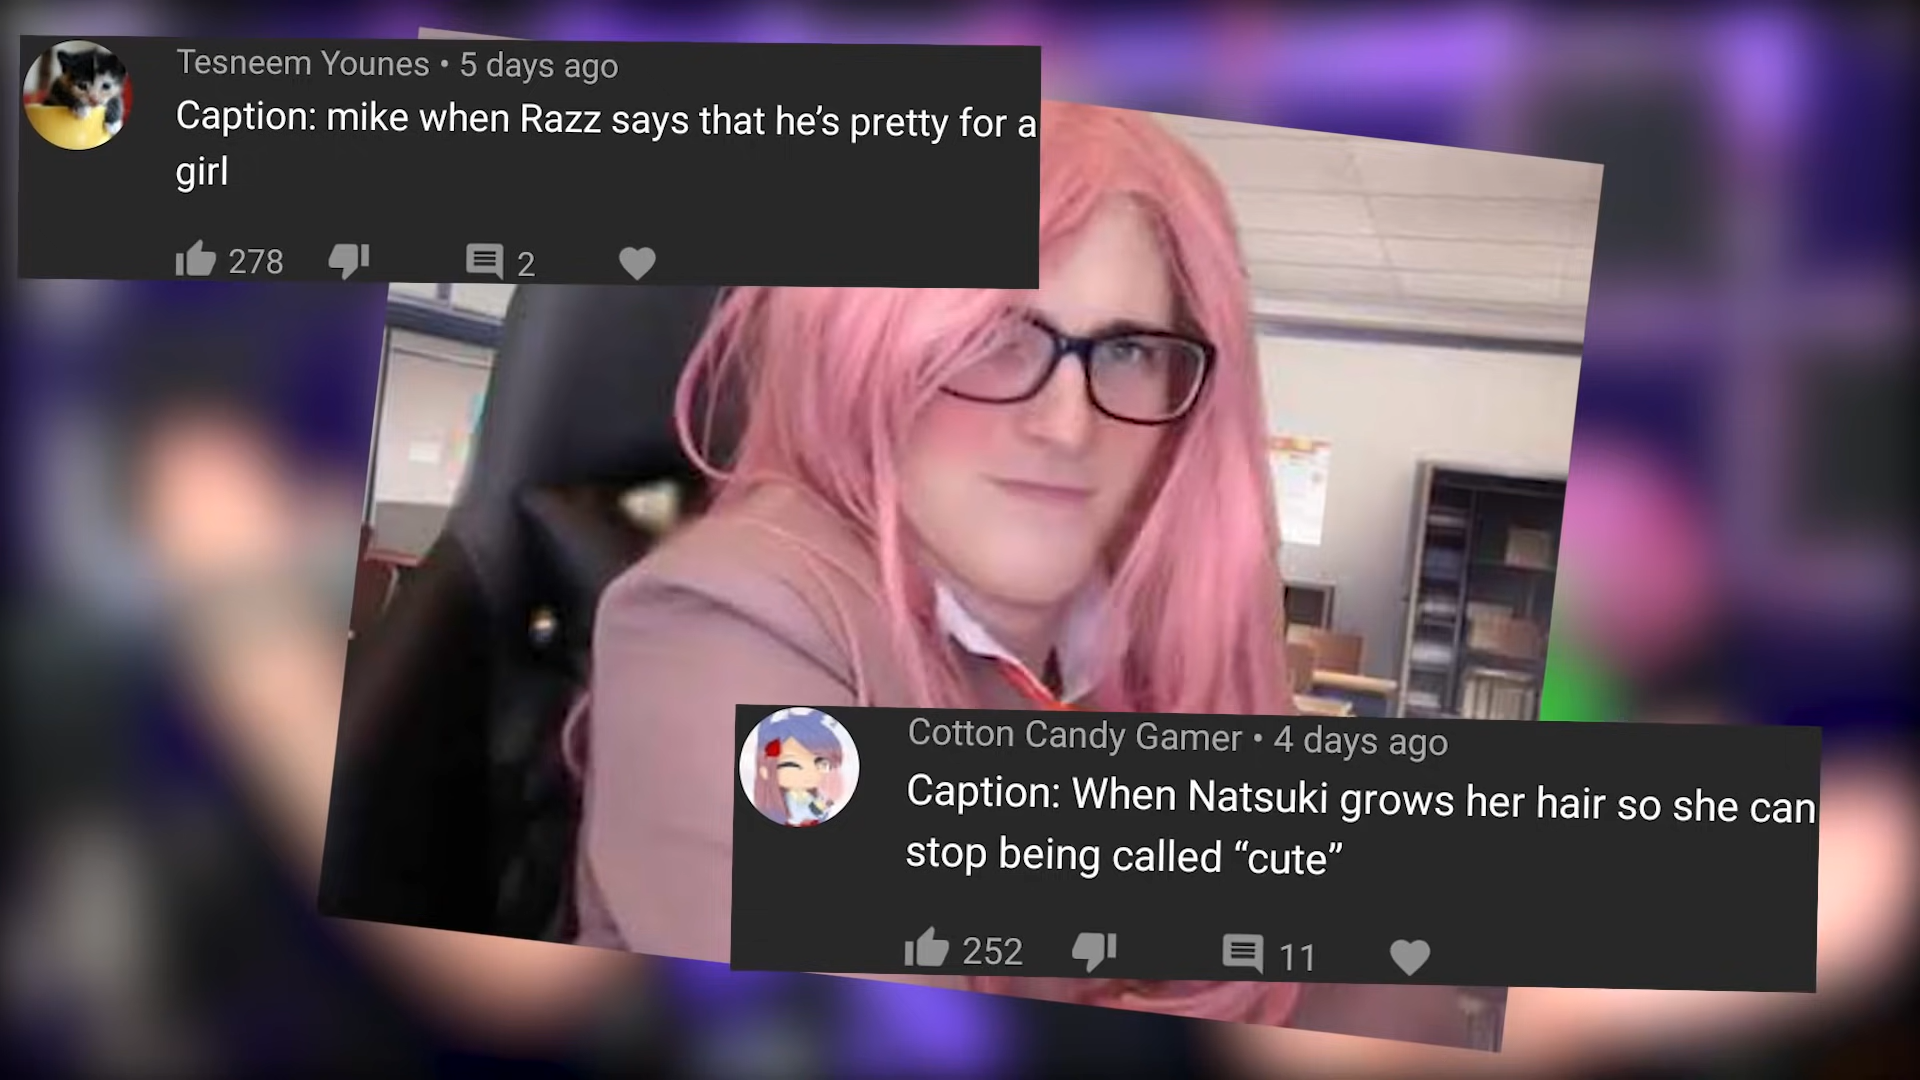 Tesneem Younes • 5 days ago
Caption: mike when Razz says that he’s pretty for a
girl
278 2
Cotton Candy Gamer • 4 days ago
Caption: When Natsuki grows her hair so she can
stop being called “cute”
252 11